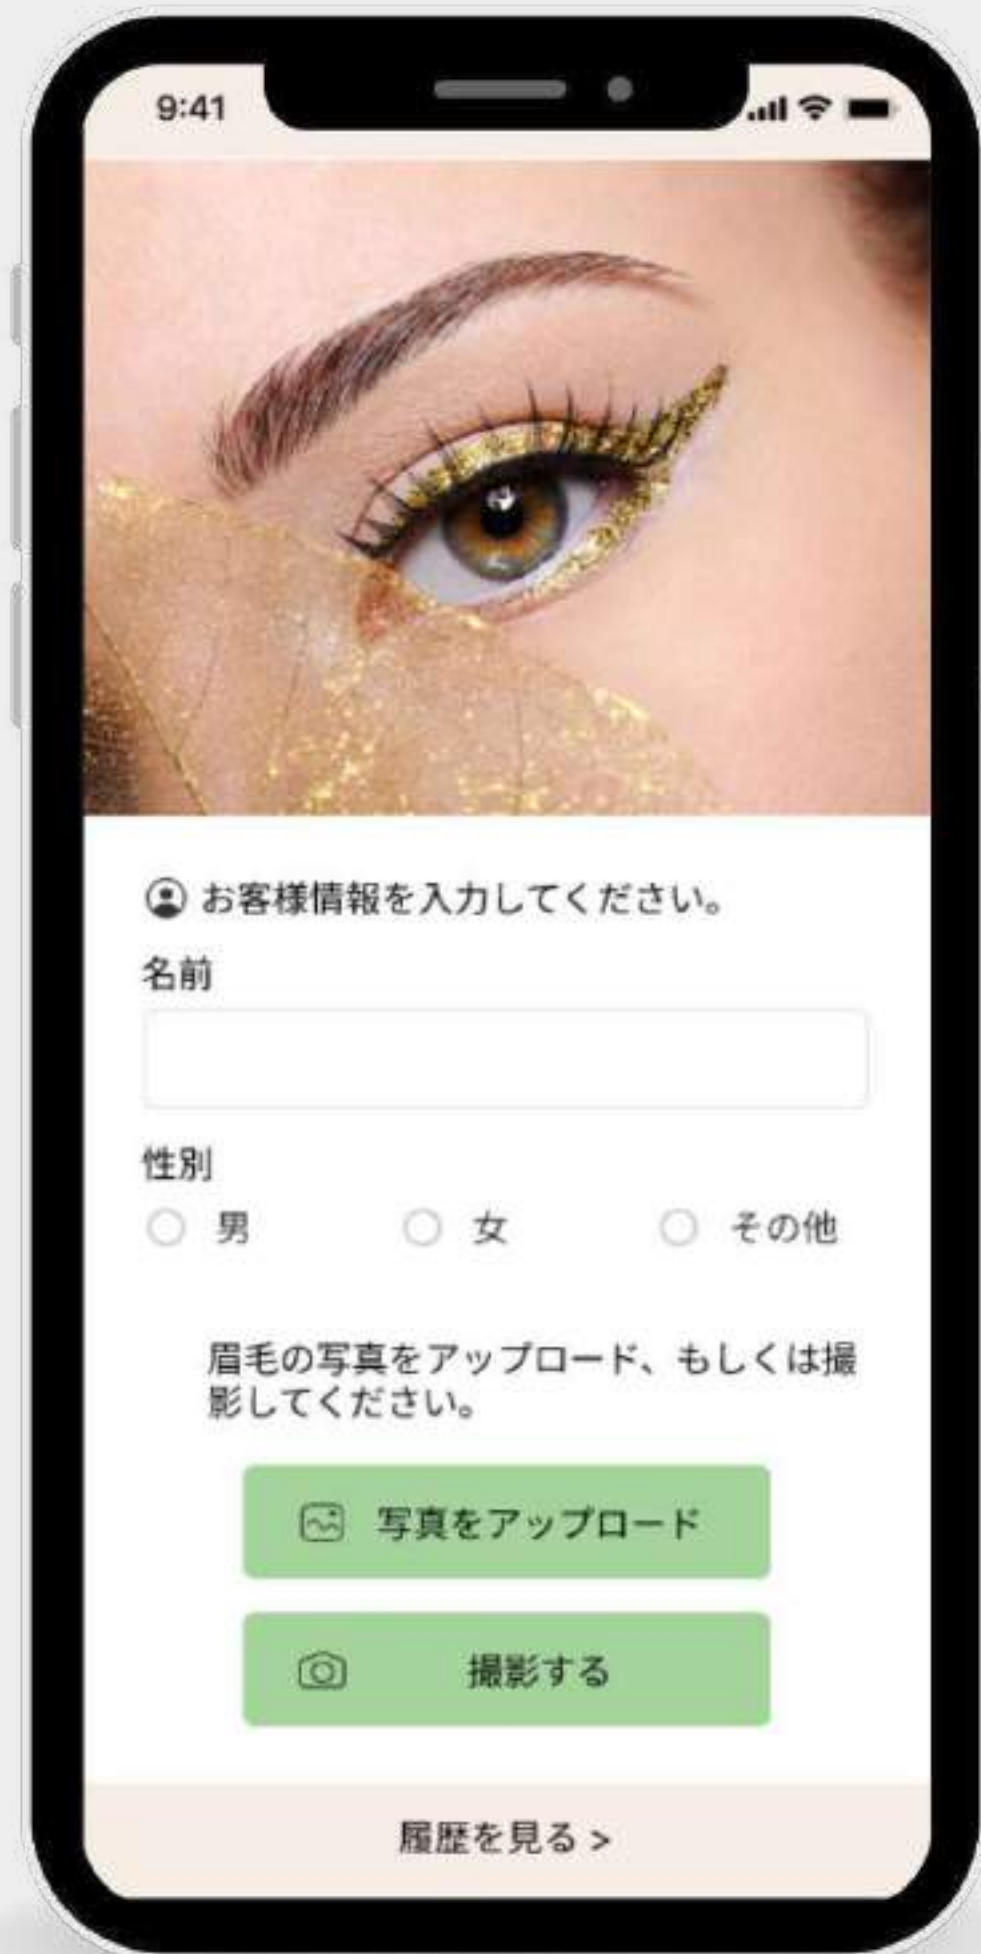 9:41
お客様情報を入力してください。
名前
性別
男 女 その他
眉毛の写真をアップロード、もしくは撮
影してください。
写真をアップロード
撮影する
履歴を見る >